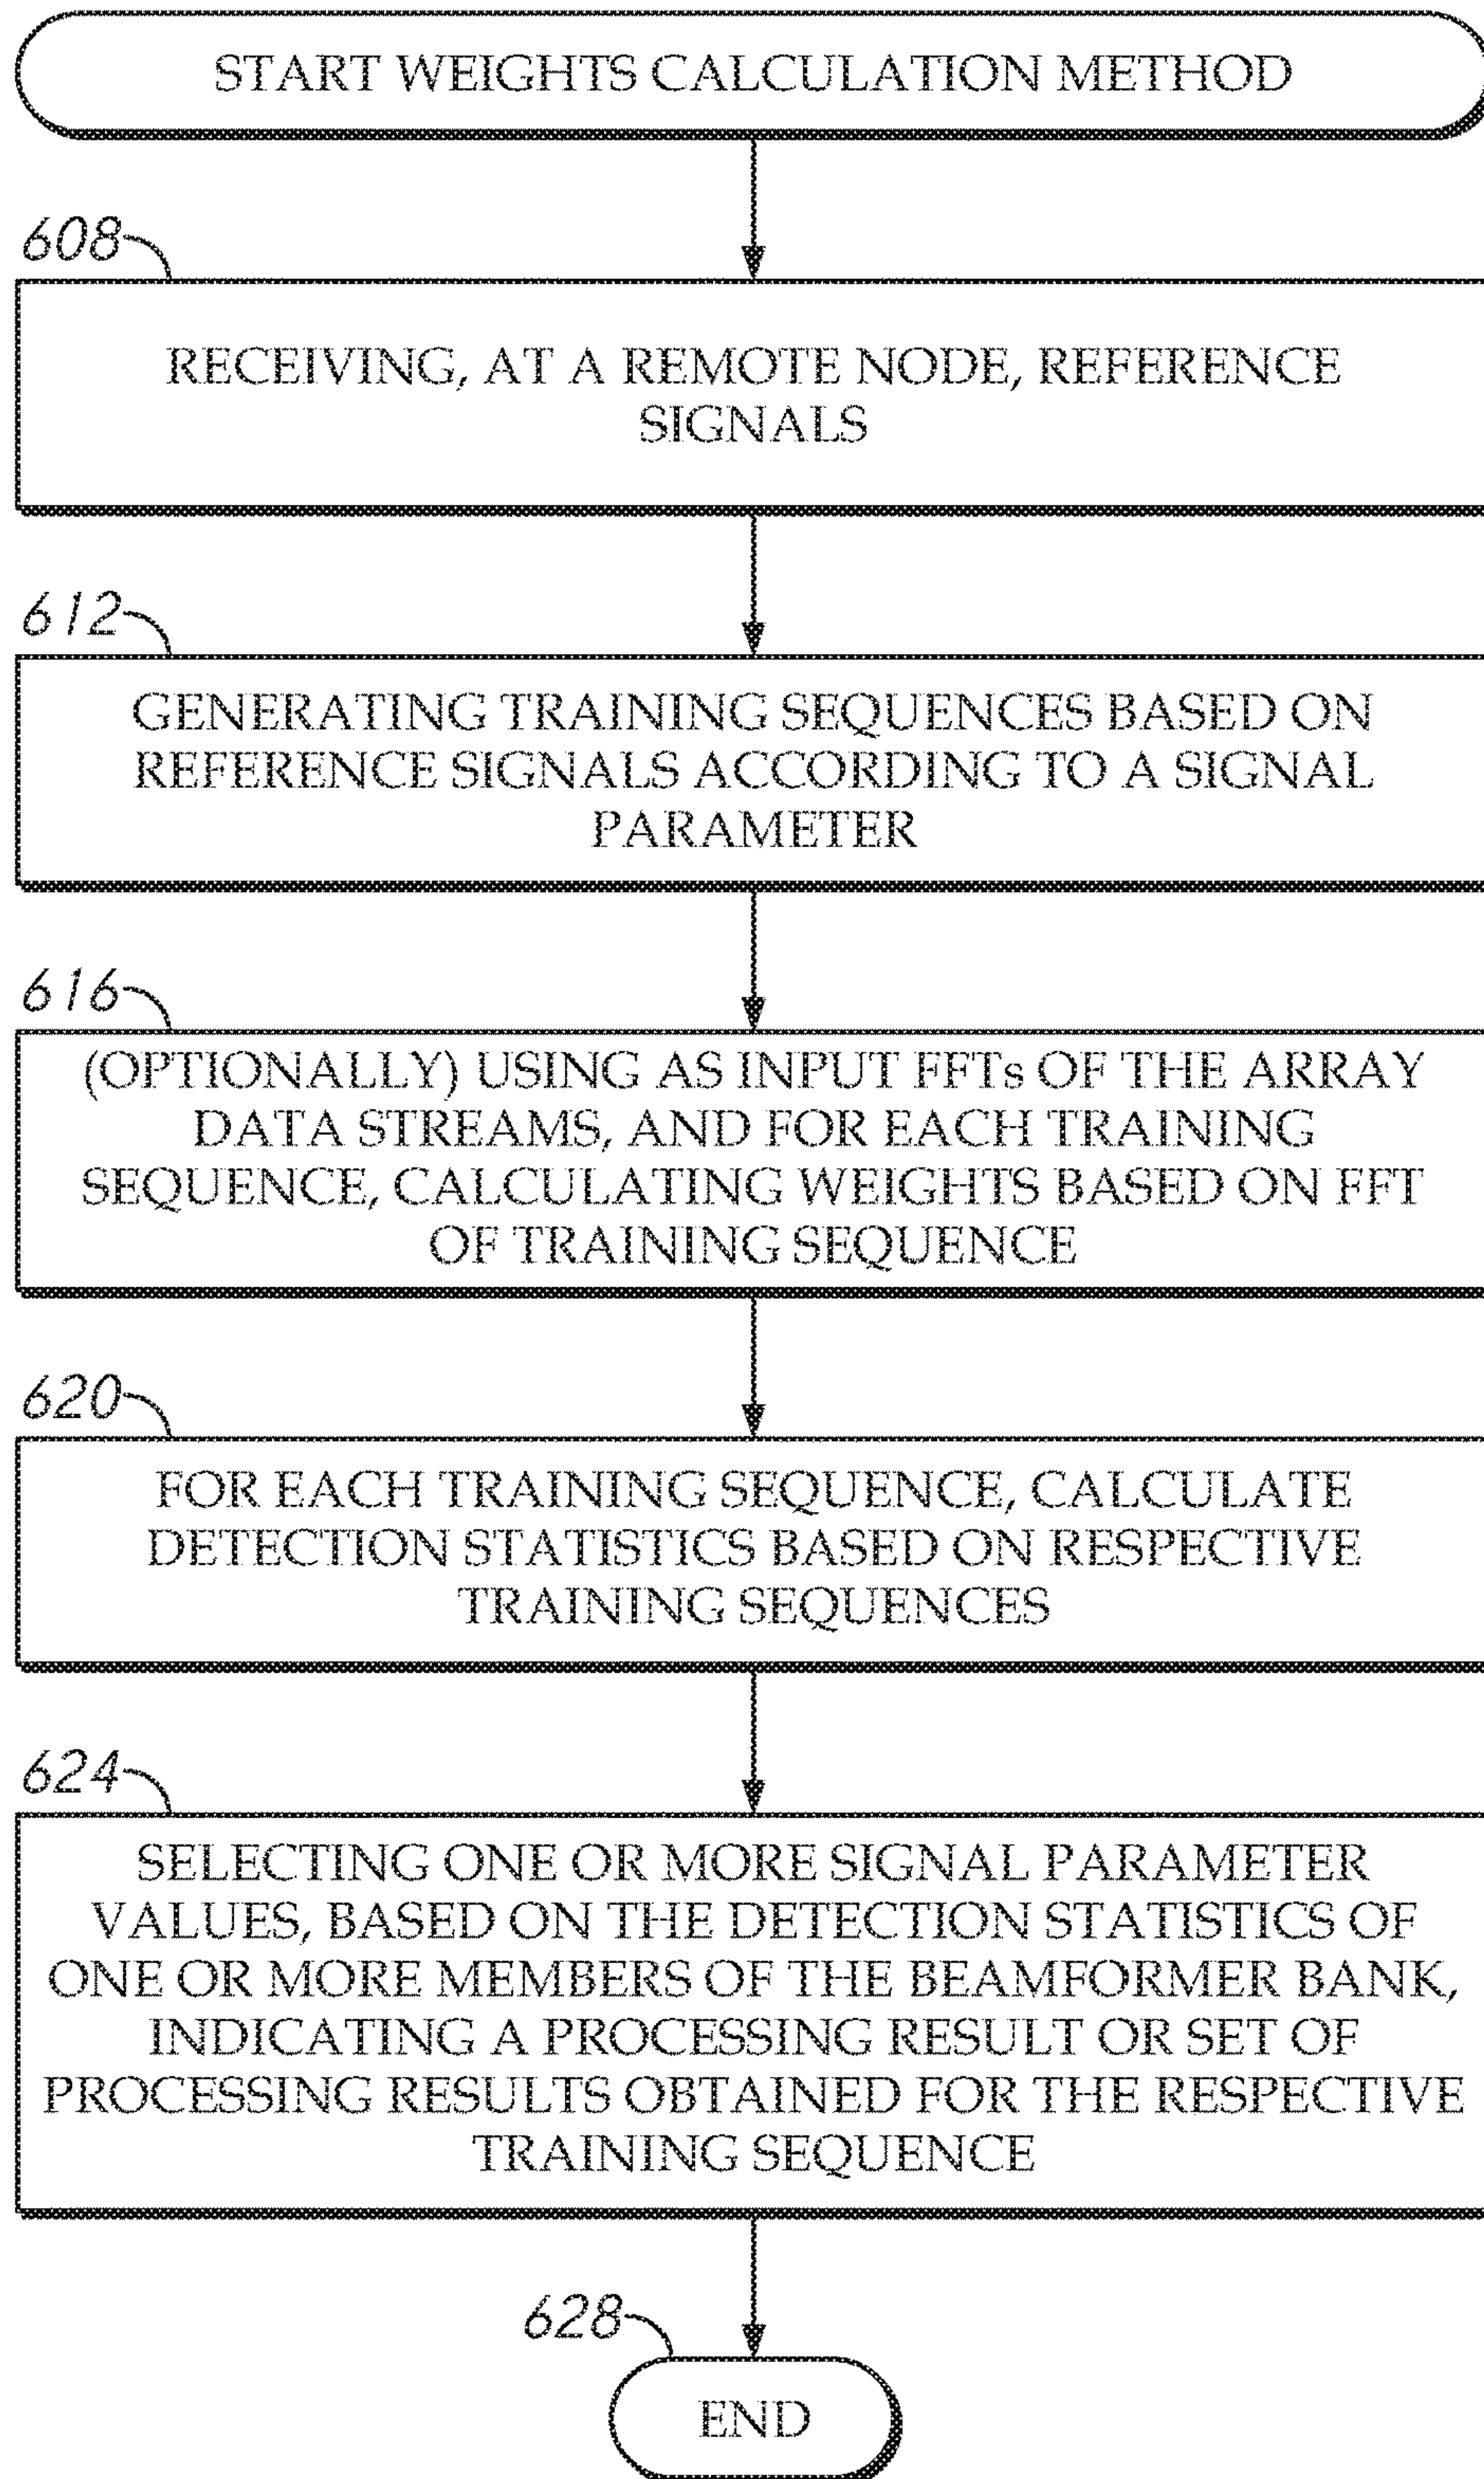 START WEIGHTS CALCULATION METHOD
608
RECEIVING, AT A REMOTE NODE, REFERENCE
SIGNALS
612
GENERATING TRAINING SEQUENCES BASED ON
REFERENCE SIGNALS ACCORDING TO A SIGNAL
PARAMETER
616
(OPTIONALLY) USING AS INPUT FFTs OF THE ARRAY
DATA STREAMS, AND FOR EACH TRAINING
SEQUENCE, CALCULATING WEIGHTS BASED ON FFT
OF TRAINING SEQUENCE
620
FOR EACH TRAINING SEQUENCE, CALCULATE
DETECTION STATISTICS BASED ON RESPECTIVE
TRAINING SEQUENCES
624
SELECTING ONE OR MORE SIGNAL PARAMETER
VALUES, BASED ON THE DETECTION STATISTICS OF
ONE OR MORE MEMBERS OF THE BEAMFORMER BANK,
INDICATING A PROCESSING RESULT OR SET OF
PROCESSING RESULTS OBTAINED FOR THE RESPECTIVE
TRAINING SEQUENCE
628
END